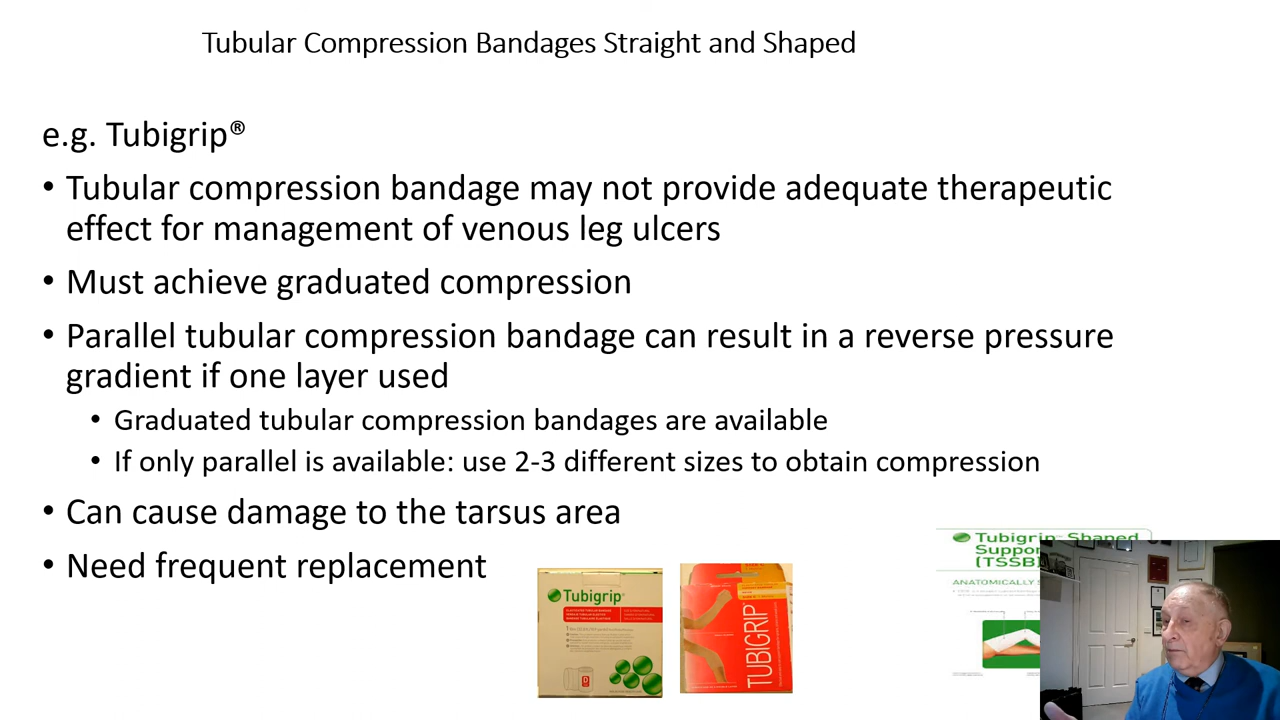 Tubular Compression Bandages Straight and Shaped
e.g. Tubigrip®
• Tubular compression bandage may not provide adequate therapeutic
effect for management of venous leg ulcers
• Must achieve graduated compression
• Parallel tubular compression bandage can result in a reverse pressure
gradient if one layer used
• Graduated tubular compression bandages are available
• If only parallel is available: use 2-3 different sizes to obtain compression
• Can cause damage to the tarsus area
• Need frequent replacement
Tubigrip
D
TUBIGRIP
Tubigrip Shaped
Suppor
(TSSB)
ANATOMICALLY S